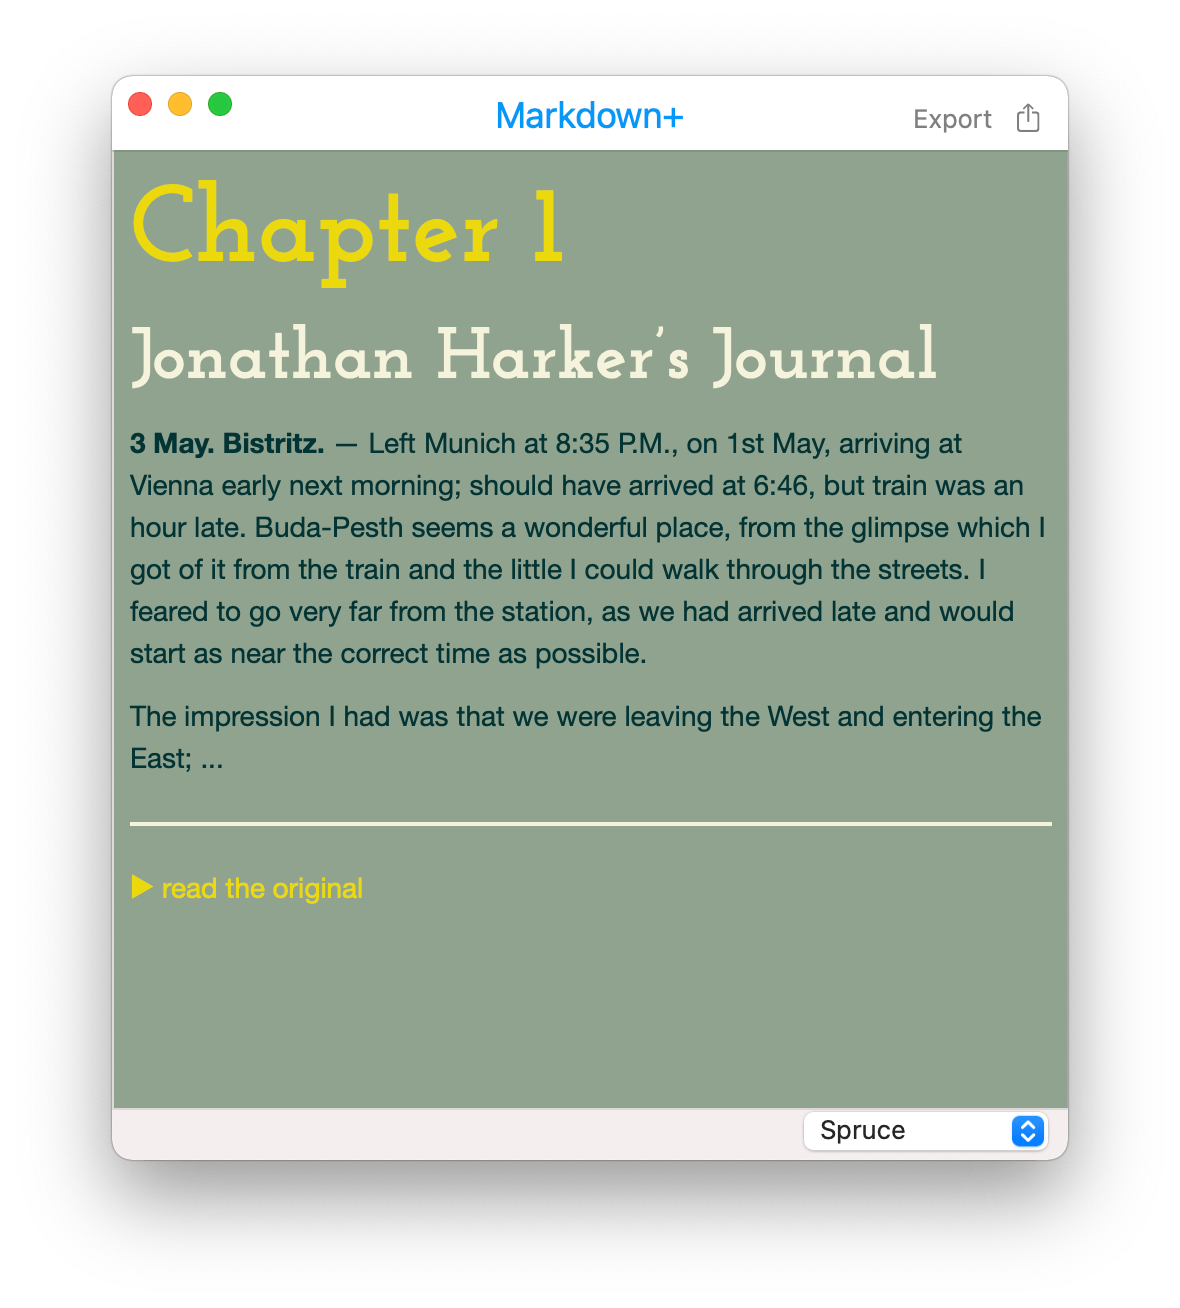 Markdown+
Export
Chapter 1
Jonathan Harker’s Journal
3 May. Bistritz. — Left Munich at 8:35 P.M., on 1st May, arriving at
Vienna early next morning; should have arrived at 6:46, but train was an
hour late. Buda-Pesth seems a wonderful place, from the glimpse which I
got of it from the train and the little I could walk through the streets. I
feared to go very far from the station, as we had arrived late and would
start as near the correct time as possible.
The impression I had was that we were leaving the West and entering the
East; ...
▶ read the original
Spruce